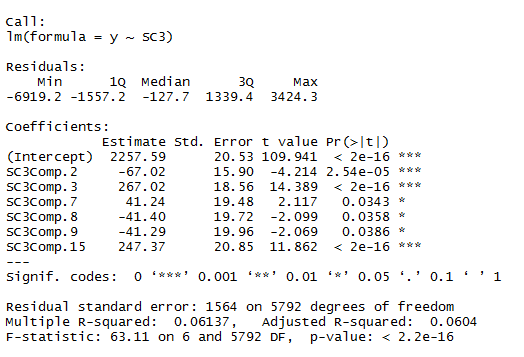 Call:
lm(formula = y ~ SC3)
Residuals:
Min 1Q Median 3Q Max
-6919.2 -1557.2 -127.7 1339.4 3424.3
Coefficients:
Estimate Std. Error t value Pr(>|t|)
(Intercept) 2257.59 20.53 109.941 < 2e-16 ***
SC3Comp.2 -67.02 15.90 -4.214 2.54e-05 ***
SC3Comp.3 267.02 18.56 14.389 < 2e-16 ***
SC3Comp.7 41.24 19.48 2.117 0.0343 *
SC3Comp.8 -41.40 19.72 -2.099 0.0358 *
SC3Comp.9 -41.29 19.96 -2.069 0.0386 *
SC3Comp.15 247.37 20.85 11.862 < 2e-16 ***
---
Signif. codes: 0 ‘***’ 0.001 ‘**’ 0.01 ‘*’ 0.05 ‘.’ 0.1 ‘ ’ 1
Residual standard error: 1564 on 5792 degrees of freedom
Multiple R-squared: 0.06137, Adjusted R-squared: 0.0604
F-statistic: 63.11 on 6 and 5792 DF, p-value: < 2.2e-16